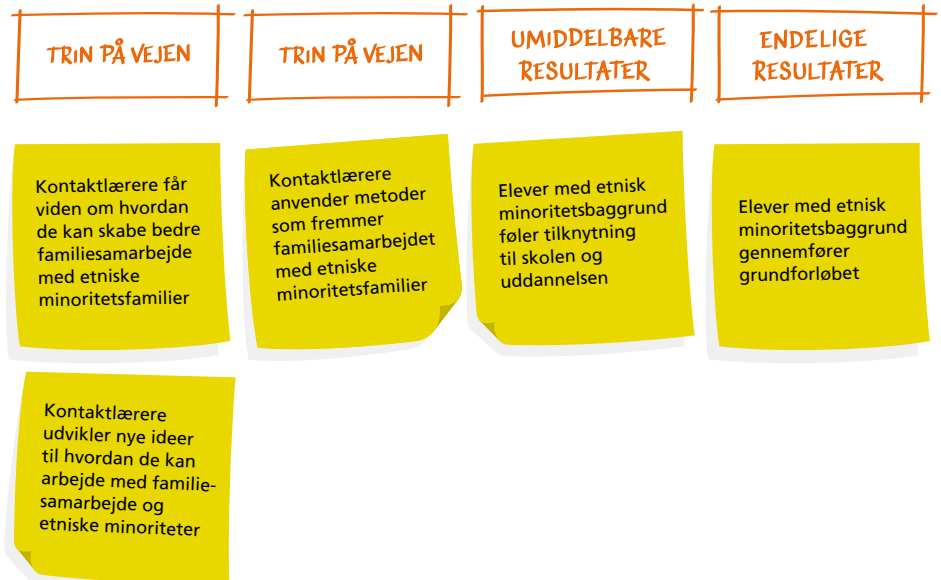 TRIN PÅ VEJEN
TRIN PÅ VEJEN
UMIDDELBARE
RESULTATER
ENDELIGE
RESULTATER
Kontaktlærere får
viden om hvordan
de kan skabe bedre
familiesamarbejde
med etniske
minoritetsfamilier
Kontaktlærere
anvender metoder
som fremmer
familiesamarbejdet
med etniske
minoritetsfamilier
Elever med etnisk
minoritetsbaggrund
føler tilknytning
til skolen og
uddannelsen
Elever med etnisk
minoritetsbaggrund
gennemfører
grundforløbet
Kontaktlærere
udvikler nye ideer
til hvordan de kan
arbejde med familie-
samarbejde og
etniske minoriteter